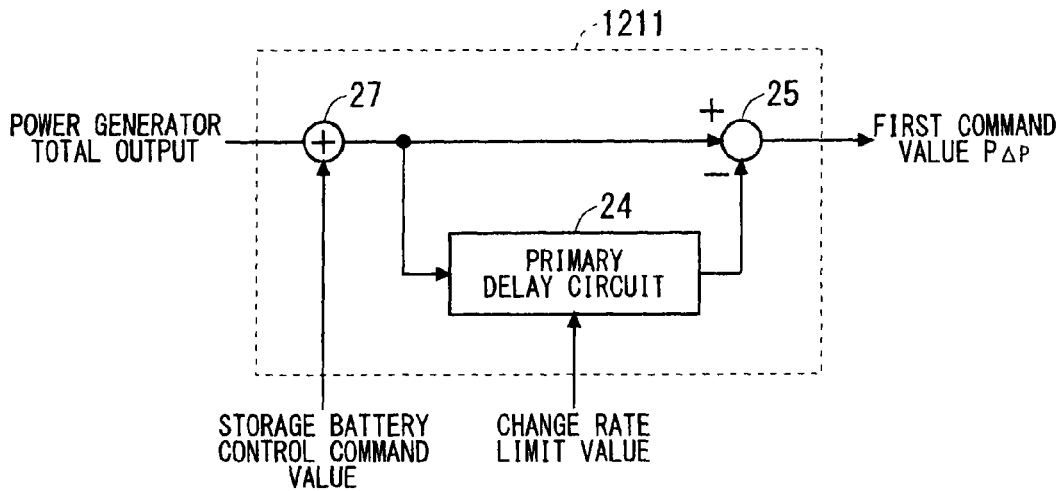 1211
27
+
POWER GENERATOR
TOTAL OUTPUT
+
−
25
FIRST COMMAND
VALUE PΔP
24
PRIMARY
DELAY CIRCUIT
STORAGE BATTERY
CONTROL COMMAND
VALUE
CHANGE RATE
LIMIT VALUE